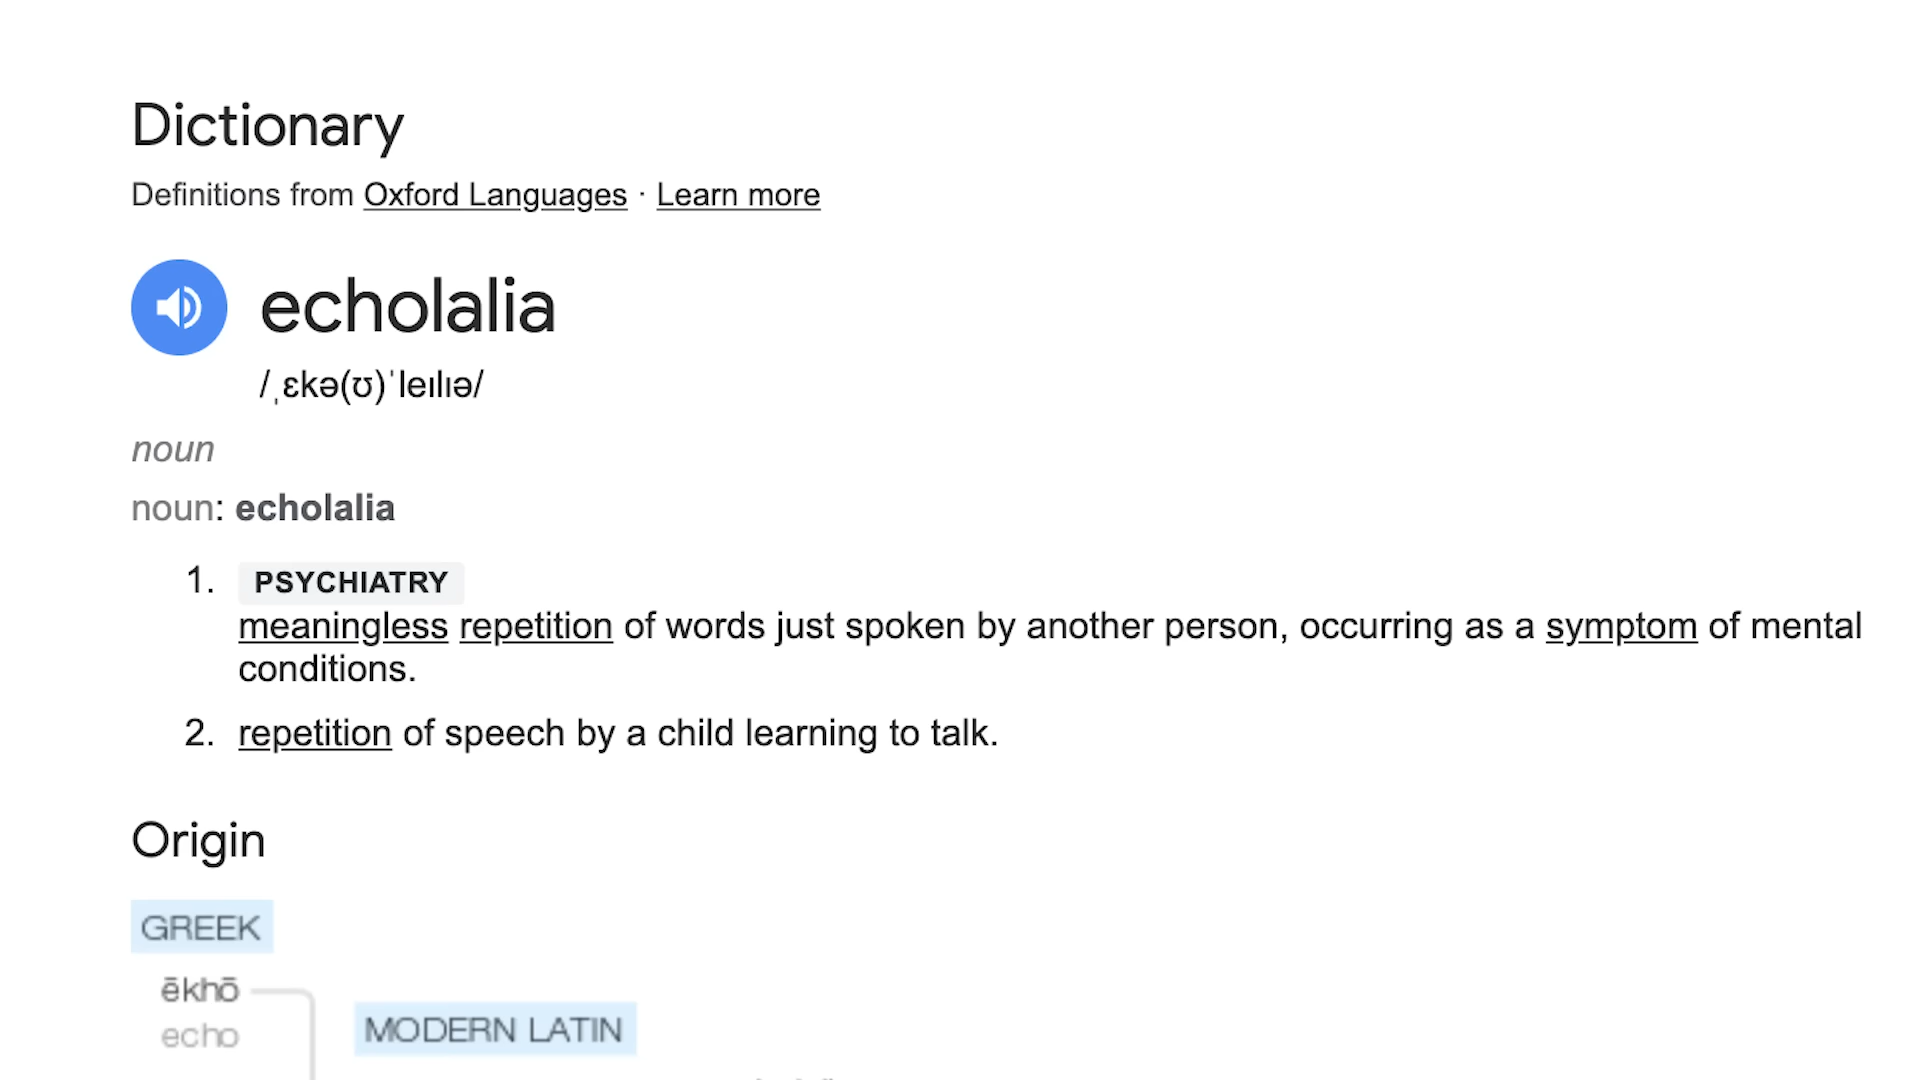 Dictionary
Definitions from Oxford Languages · Learn more
echolalia
/ˌɛkə(ʊ)ˈleɪlɪə/
noun
noun: echolalia
1. PSYCHIATRY
meaningless repetition of words just spoken by another person, occurring as a symptom of mental
conditions.
2. repetition of speech by a child learning to talk.
Origin
GREEK
ēkhō
echo
MODERN LATIN